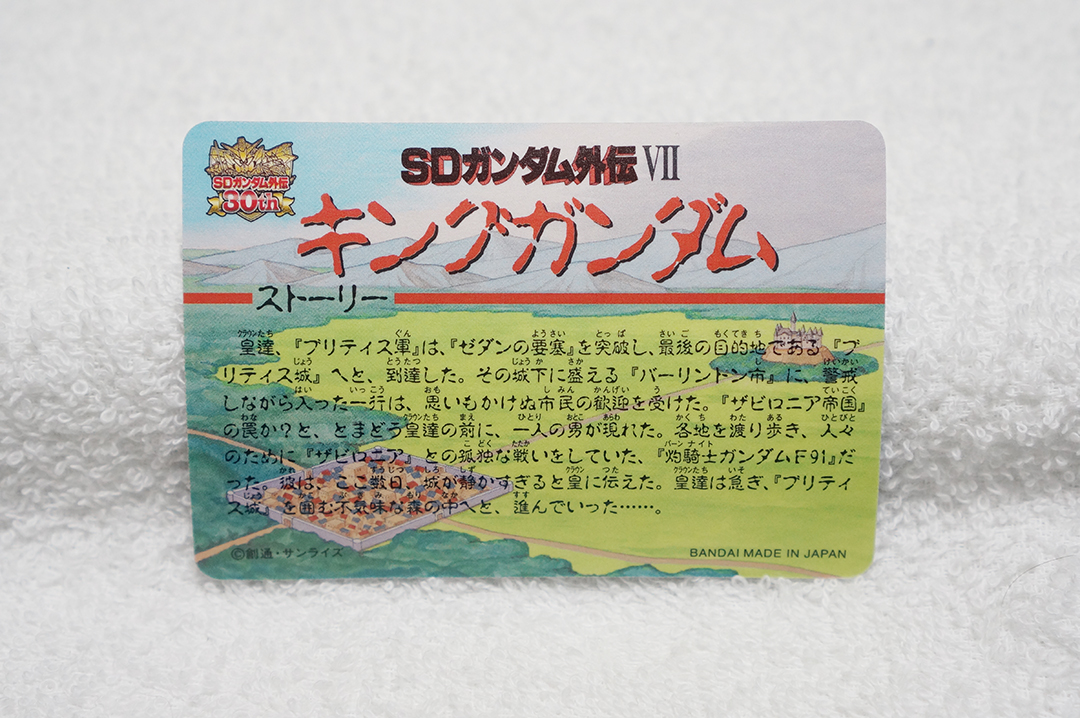 SDガンダム外伝
30th
SDガンダム外伝 VII
キングガンダム
ストーリー
皇達、『ブリティス軍』は、『ゼダンの要塞』を突破し、最後の目的地である『ブ
リティス城』へと、到達した。その城下に盛える『バーリントン市』に、警戒
しながら入った一行は、思いもかけぬ市民の歓迎を受けた。『ザビロニア帝国』
の罠か?と、とまどう皇達の前に、一人の男が現れた。各地を渡り歩き、人々
のために『ザビロニア』との孤独な戦いをしていた、『灼騎士ガンダムF91』だ
った。彼は、ここ数日、城が静かすぎると皇に伝えた。皇達は急ぎ、『ブリティ
ス城』を囲む不気味な森の中へと、進んでいった……。
©創通・サンライズ
BANDAI MADE IN JAPAN